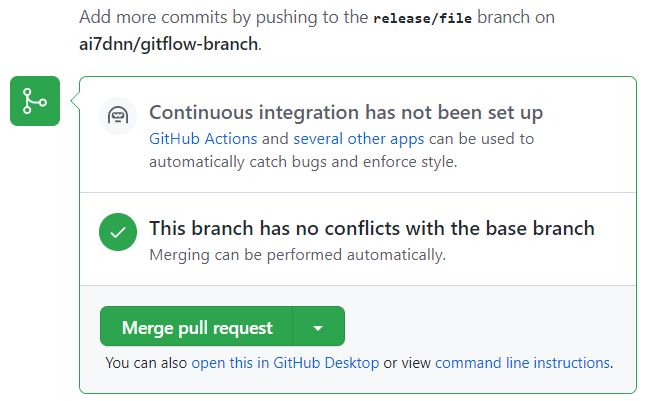 Add more commits by pushing to the release/file branch on
ai7dnn/gitflow-branch.
Continuous integration has not been set up
GitHub Actions and several other apps can be used to
automatically catch bugs and enforce style.
This branch has no conflicts with the base branch
Merging can be performed automatically.
Merge pull request
You can also open this in GitHub Desktop or view command line instructions.